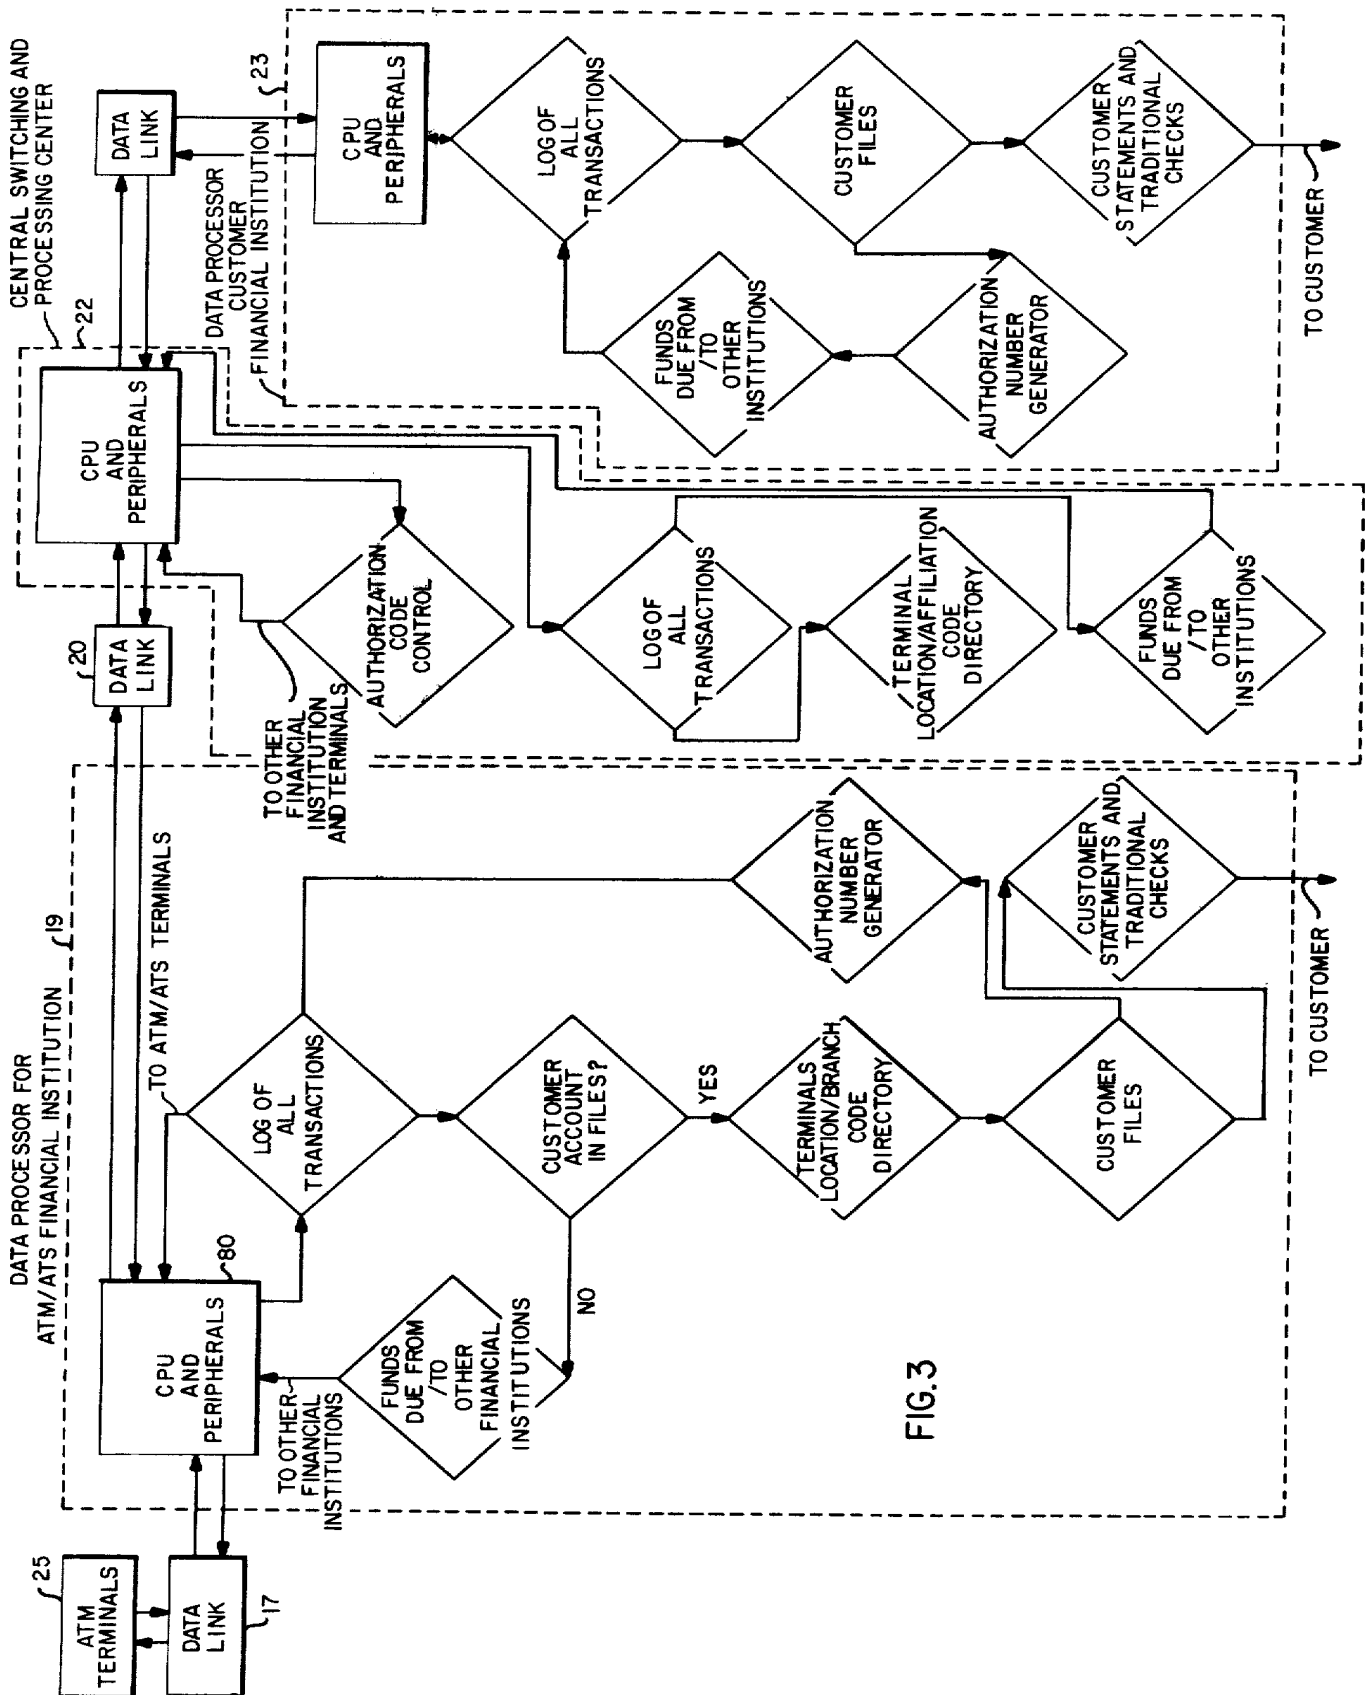 DATA PROCESSOR FOR
ATM/ATS FINANCIAL INSTITUTION
19
ATM
TERMINALS
25
DATA
LINK
17
CPU
AND
PERIPHERALS
80
TO ATM/ATS TERMINALS
TO OTHER
FINANCIAL
INSTITUTIONS
FUNDS
DUE FROM
/TO
OTHER
FINANCIAL
INSTITUTIONS
NO
LOG OF
ALL
TRANSACTIONS
CUSTOMER
ACCOUNT
IN FILES?
YES
TERMINALS
LOCATION/BRANCH
CODE
DIRECTORY
CUSTOMER
FILES
AUTHORIZATION
NUMBER
GENERATOR
CUSTOMER
STATEMENTS AND
TRADITIONAL
CHECKS
TO CUSTOMER
20
DATA
LINK
CENTRAL SWITCHING AND
PROCESSING CENTER
22
CPU
AND
PERIPHERALS
TO OTHER
FINANCIAL
INSTITUTION
AND TERMINALS
AUTHORIZATION
CODE
CONTROL
LOG OF
ALL
TRANSACTIONS
TERMINAL
LOCATION/AFFILIATION
CODE
DIRECTORY
FUNDS
DUE FROM
/TO
OTHER
INSTITUTIONS
DATA
LINK
DATA PROCESSOR
CUSTOMER
FINANCIAL INSTITUTION
23
CPU
AND
PERIPHERALS
LOG OF
ALL
TRANSACTIONS
FUNDS
DUE FROM
/TO
OTHER
INSTITUTIONS
CUSTOMER
FILES
AUTHORIZATION
NUMBER
GENERATOR
CUSTOMER
STATEMENTS AND
TRADITIONAL
CHECKS
TO CUSTOMER
FIG.3